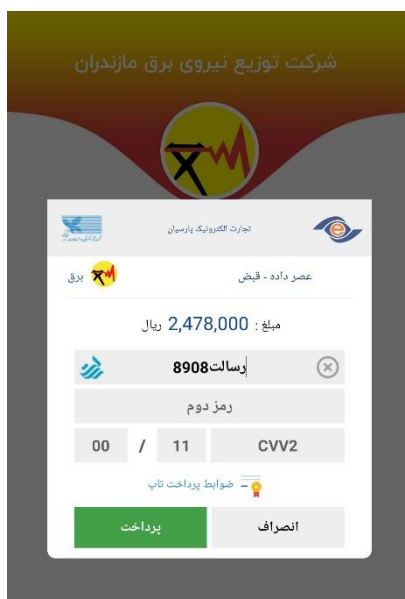 شرکت توزیع نیروی برق مازندران
تجارت الکترونیک پارسیان
عصر داده - قبض
برق
مبلغ : 2,478,000 ریال
رسالت8908
رمز دوم
CVV2
11 / 00
ضوابط پرداخت تاپ
انصراف
پرداخت